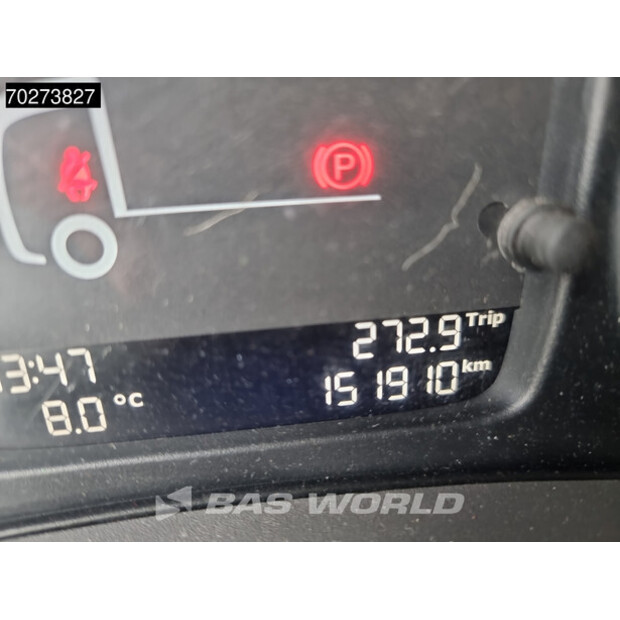 70273827
P
272.9 Trip
3:47
151910 km
8.0 °C
BAS WORLD